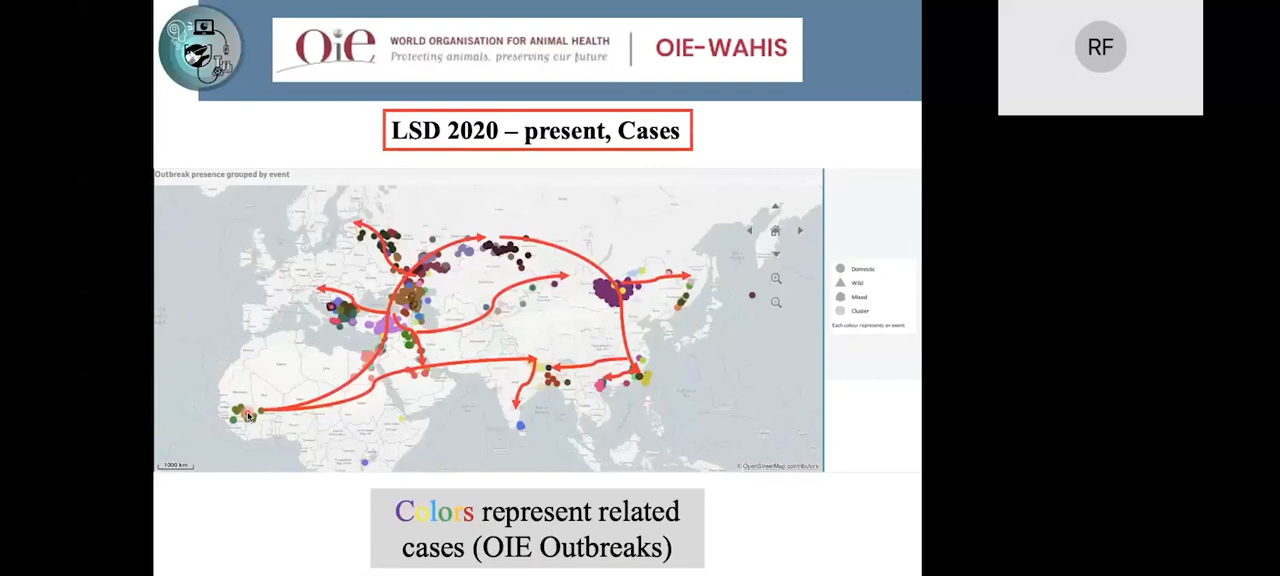 OiE
WORLD ORGANISATION FOR ANIMAL HEALTH
Protecting animals, preserving our future
OIE-WAHIS
RF
LSD 2020 – present, Cases
Outbreak presence grouped by event
Domestic
Wild
Mixed
Cluster
Each colour represents an event
1000 km
© OpenStreetMap contributors
Colors represent related
cases (OIE Outbreaks)